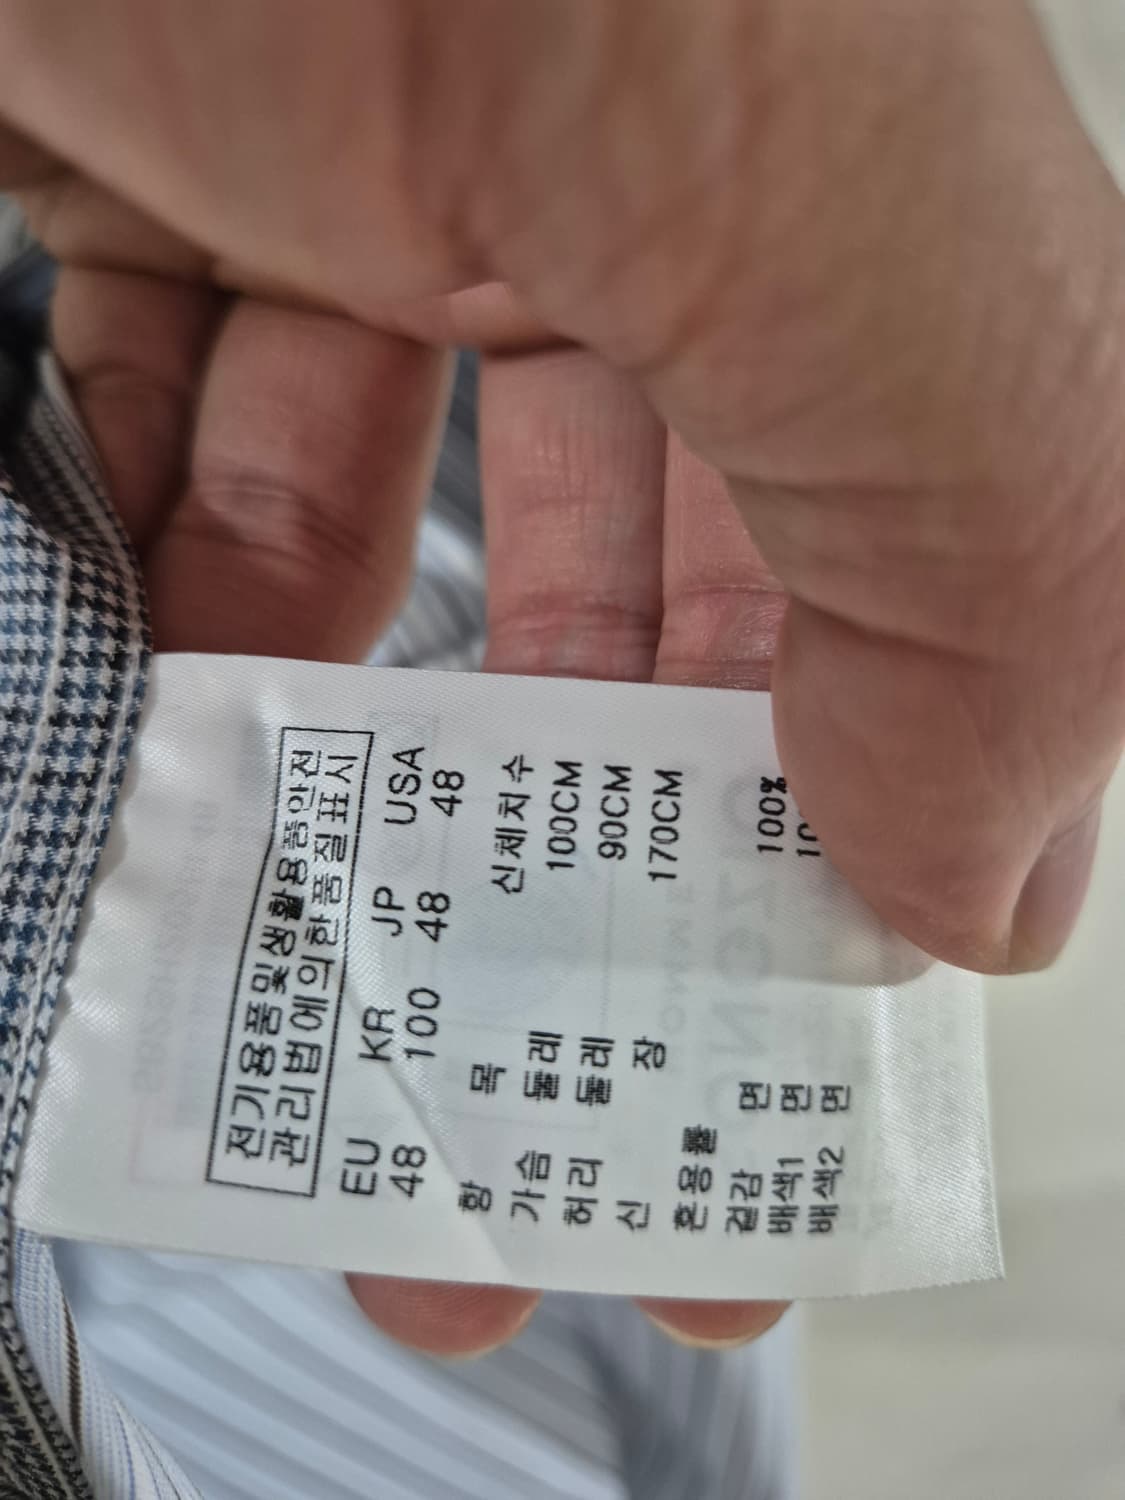 전기용품및생활용품안전
관리법에의한품질표시
EU KR JP USA
48 100 48 48
항 목 신체치수
가슴 둘레 100CM
허리 둘레 90CM
신 장 170CM
혼용률
겉감 면 100%
배색1 면
배색2 면